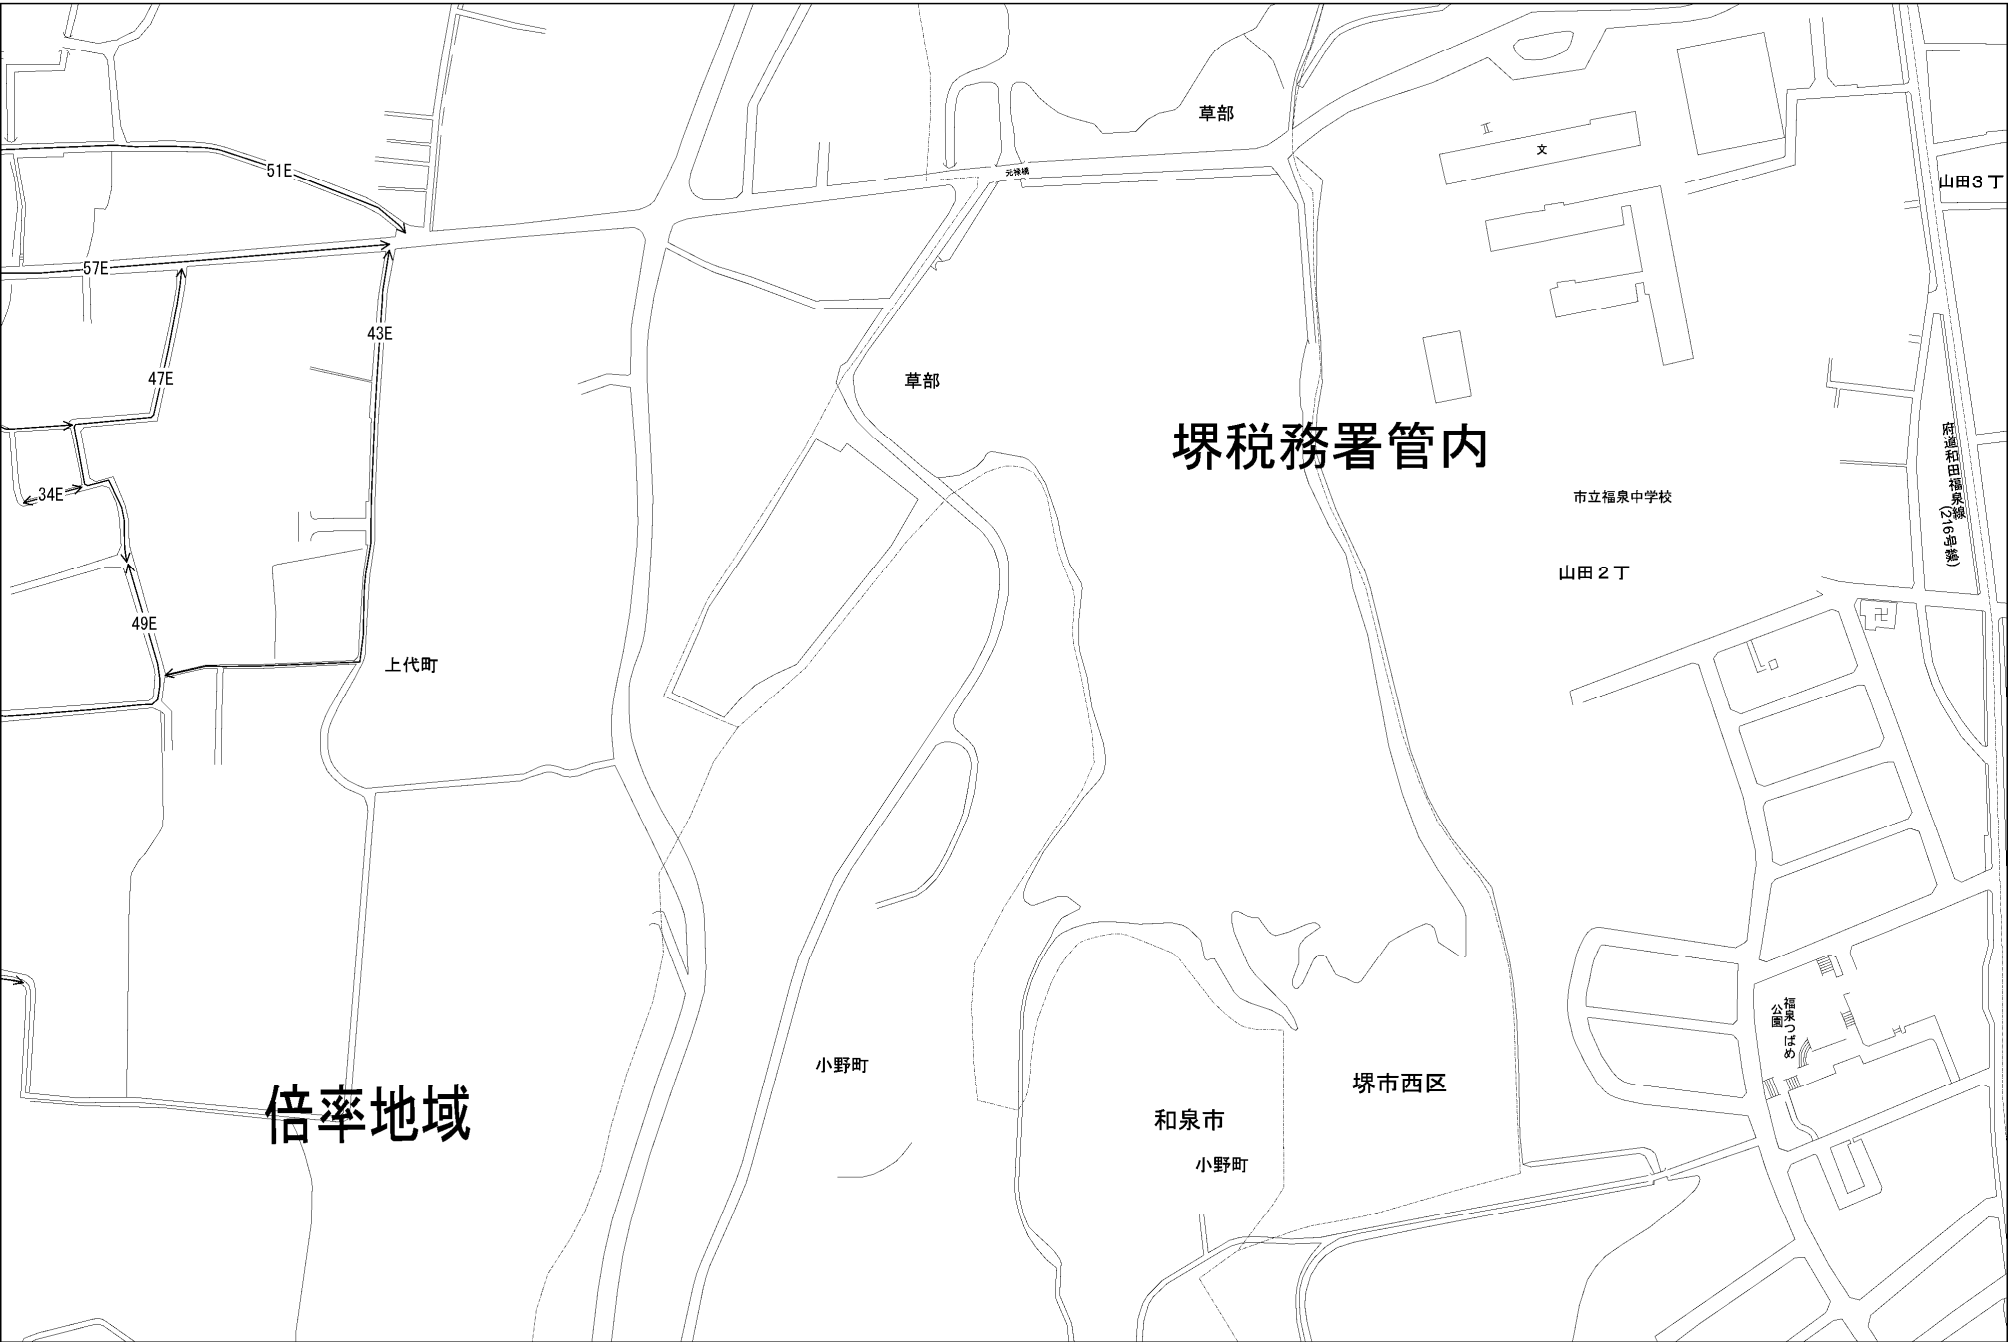 草部
51E
文
元禄橋
山田3丁
57E
43E
47E
草部
堺税務署管内
府道和田福泉線
(216号線)
34E
市立福泉中学校
山田2丁
49E
上代町
福泉つばめ
公園
小野町
堺市西区
倍率地域
和泉市
小野町